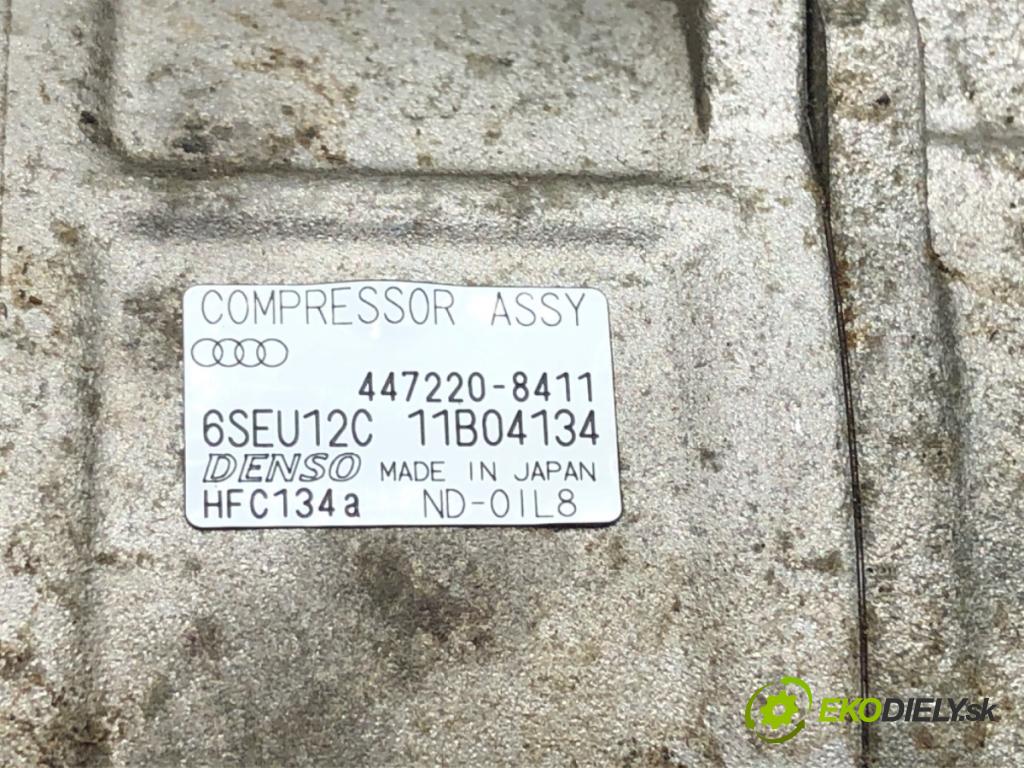 COMPRESSOR ASSY
447220-8411
6SEU12C 11B04134
DENSO MADE IN JAPAN
HFC134a ND-OIL8
EKODIELY.sk